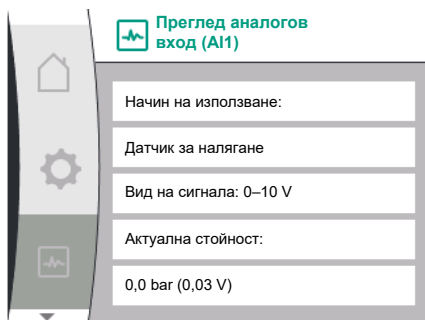 Преглед аналогов
вход (AI1)
Начин на използване:
Датчик за налягане
Вид на сигнала: 0–10 V
Актуална стойност:
0,0 bar (0,03 V)